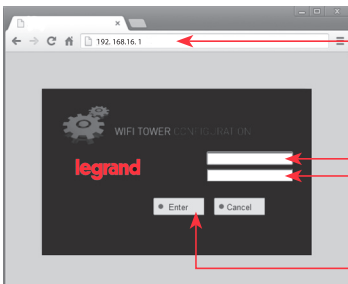 192.168.16.1
WIFI TOWER CONFIGURATION
legrand
Enter
Cancel